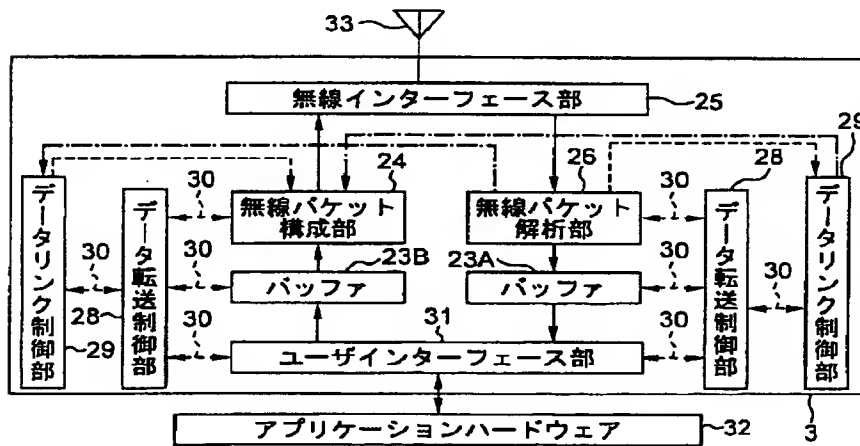 33
無線インターフェース部
25
29
24
26
28
30
無線パケット
構成部
無線パケット
解析部
30
データリンク制御部
30
データ転送制御部
30
23B
23A
バッファ
バッファ
30
データ転送制御部
30
データリンク制御部
28
29
30
31
30
ユーザインターフェース部
3
アプリケーションハードウェア
32